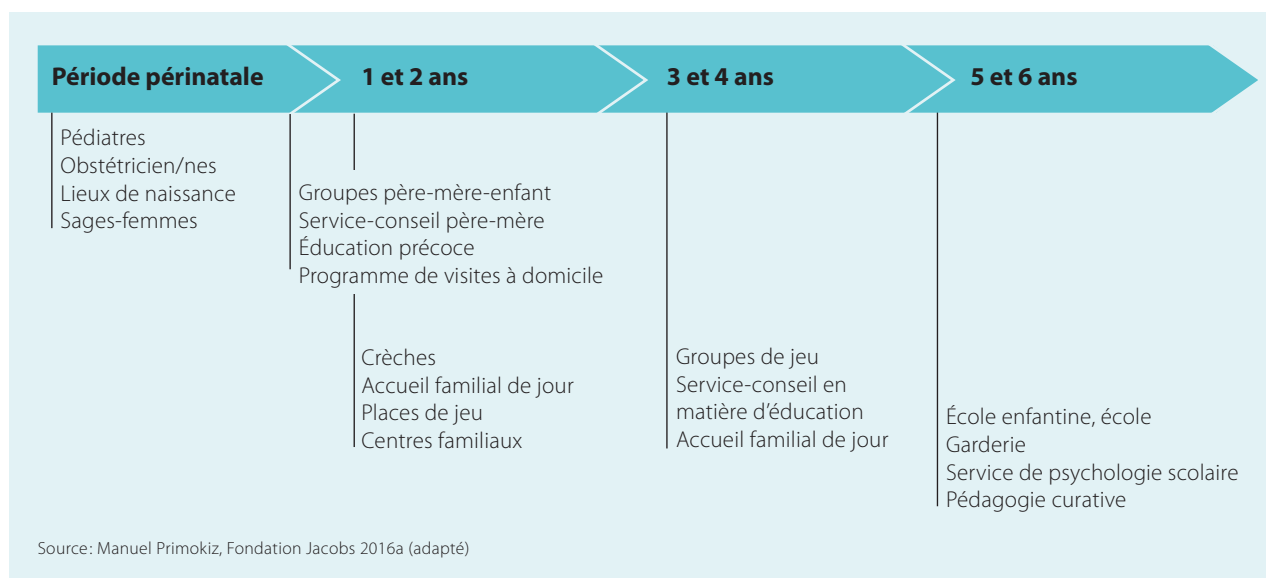 Période périnatale
1 et 2 ans
3 et 4 ans
5 et 6 ans
Pédiatres
Obstétricien/nes
Lieux de naissance
Sages-femmes
Groupes père-mère-enfant
Service-conseil père-mère
Éducation précoce
Programme de visites à domicile
Crèches
Accueil familial de jour
Places de jeu
Centres familiaux
Groupes de jeu
Service-conseil en
matière d’éducation
Accueil familial de jour
École enfantine, école
Garderie
Service de psychologie scolaire
Pédagogie curative
Source: Manuel Primokiz, Fondation Jacobs 2016a (adapté)